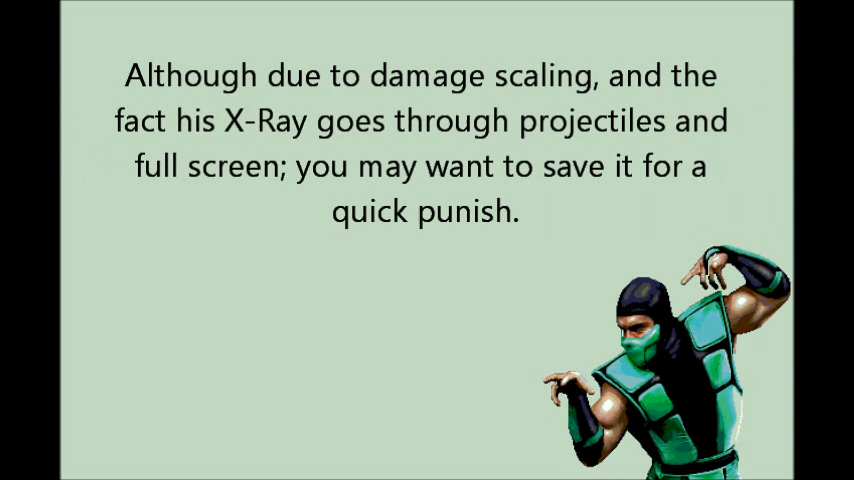 Although due to damage scaling, and the
fact his X-Ray goes through projectiles and
full screen; you may want to save it for a
quick punish.